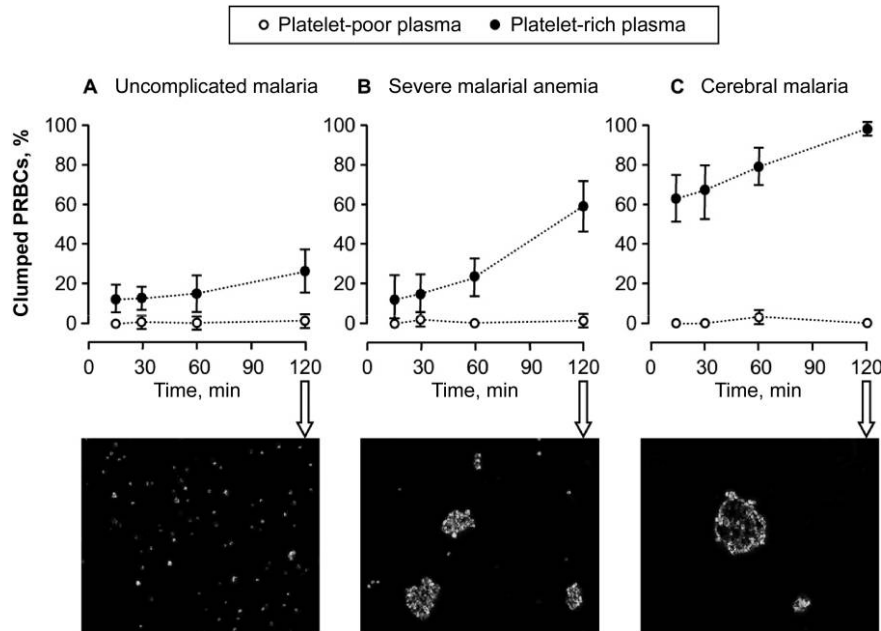 Platelet-poor plasma Platelet-rich plasma
A Uncomplicated malaria B Severe malarial anemia C Cerebral malaria
Clumped PRBCs, %
100 100 100
80 80 80
60 60 60
40 40 40
20 20 20
0 0 0
0 30 60 90 120 0 30 60 90 120 0 30 60 90 120
Time, min Time, min Time, min